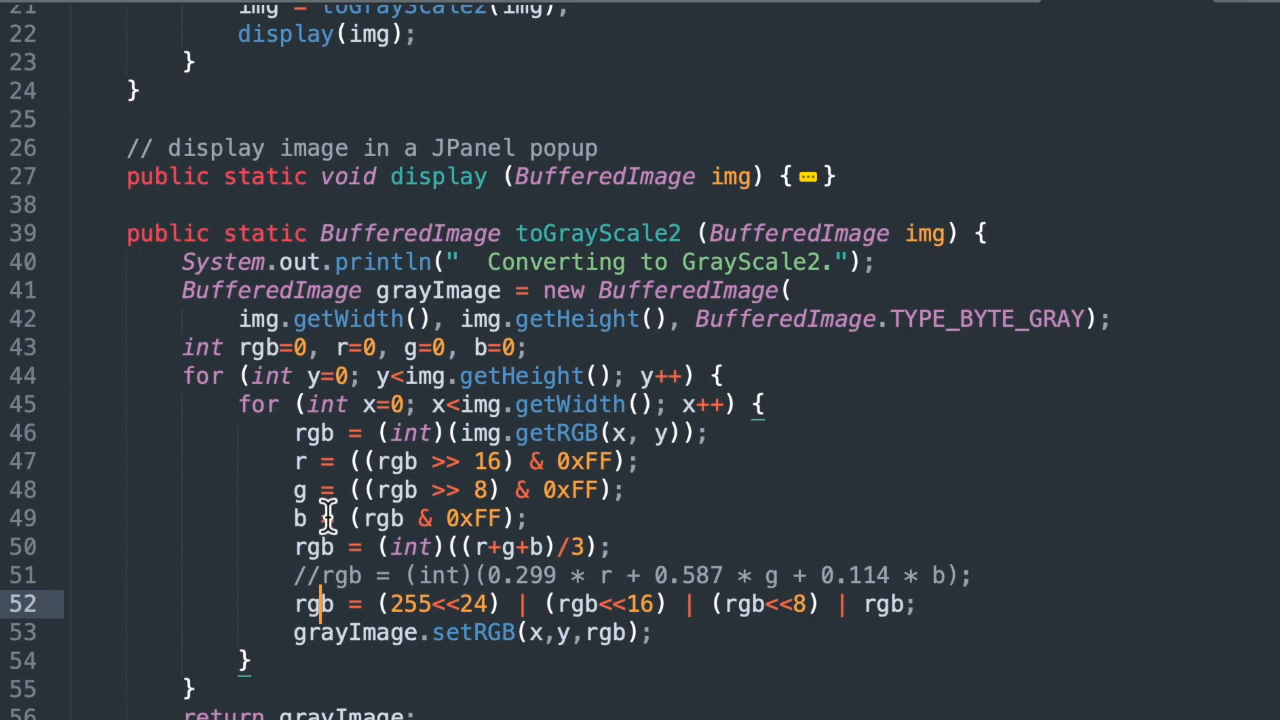 21 img = toGrayScale2(img);
22 display(img);
23 }
24 }
25
26 // display image in a JPanel popup
27 public static void display (BufferedImage img) {...}
38
39 public static BufferedImage toGrayScale2 (BufferedImage img) {
40 System.out.println("  Converting to GrayScale2.");
41 BufferedImage grayImage = new BufferedImage(
42 img.getWidth(), img.getHeight(), BufferedImage.TYPE_BYTE_GRAY);
43 int rgb=0, r=0, g=0, b=0;
44 for (int y=0; y<img.getHeight(); y++) {
45 for (int x=0; x<img.getWidth(); x++) {
46 rgb = (int)(img.getRGB(x, y));
47 r = ((rgb >> 16) & 0xFF);
48 g = ((rgb >> 8) & 0xFF);
49 b = (rgb & 0xFF);
50 rgb = (int)((r+g+b)/3);
51 //rgb = (int)(0.299 * r + 0.587 * g + 0.114 * b);
52 rgb = (255<<24) | (rgb<<16) | (rgb<<8) | rgb;
53 grayImage.setRGB(x,y,rgb);
54 }
55 }
56 return grayImage;